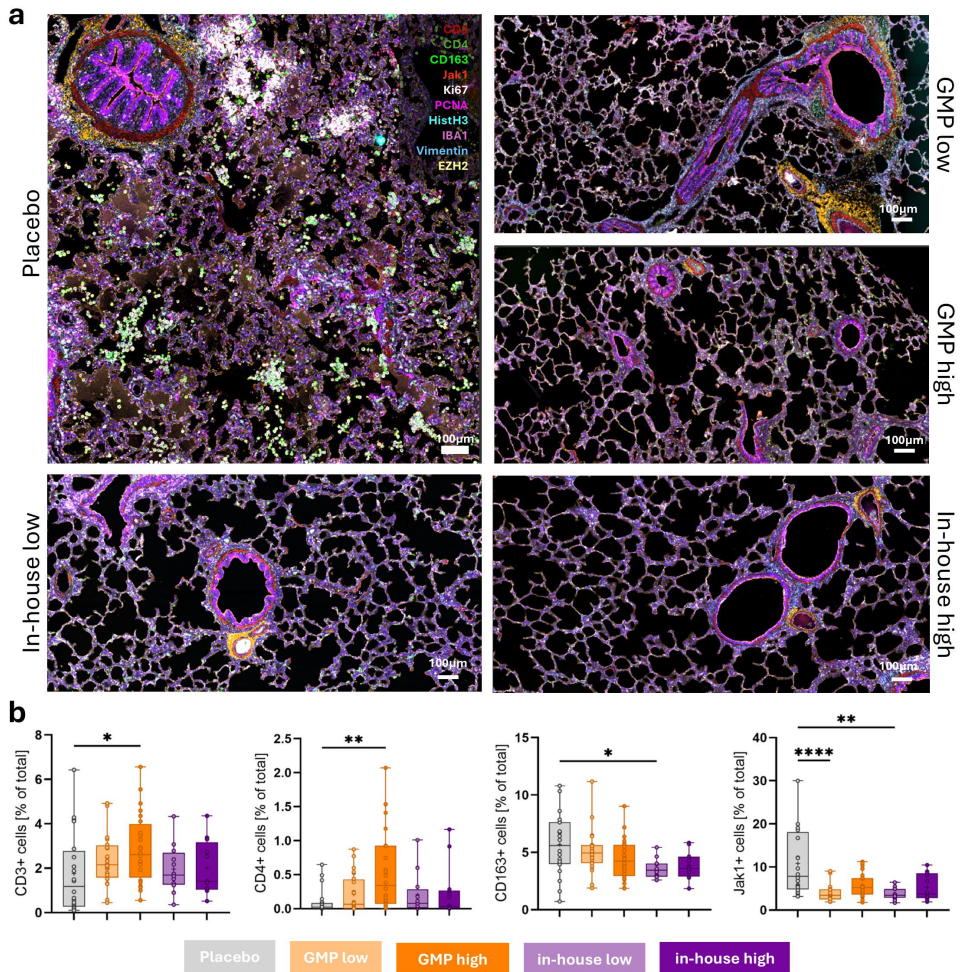 a
Placebo
CD8
CD4
CD163
Jak1
Ki67
PCNA
HistH3
IBA1
Vimentin
EZH2
100µm
GMP low
100µm
GMP high
100µm
In-house low
100µm
In-house high
100µm
b
CD3+ cells [% of total]
8
6
4
2
0
*
CD4+ cells [% of total]
2.5
2.0
1.5
1.0
0.5
0.0
**
CD163+ cells [% of total]
15
10
5
0
*
Jak1+ cells [% of total]
40
30
20
10
0
**
****
Placebo
GMP low
GMP high
in-house low
in-house high